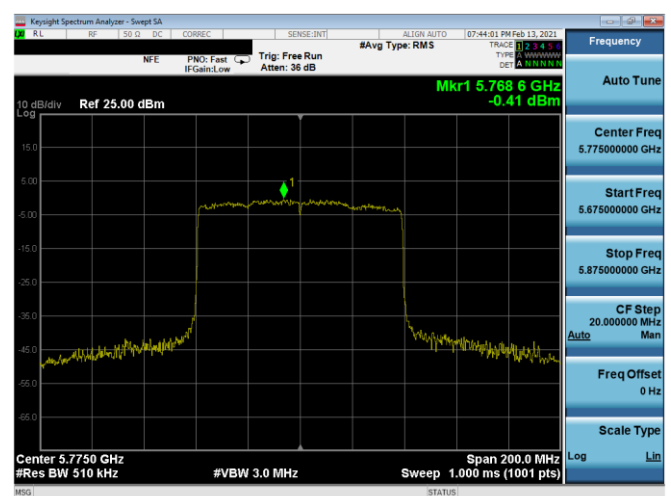 Keysight Spectrum Analyzer - Swept SA
LXI RL RF 50 Ω DC CORREC SENSE:INT ALIGN AUTO 07:44:01 PM Feb 13, 2021
NFE PNO: Fast Trig: Free Run #Avg Type: RMS TRACE 1 2 3 4 5 6
IFGain:Low Atten: 36 dB TYPE A WWWWW
DET A N N N N N
Mkr1 5.768 6 GHz
-0.41 dBm
10 dB/div Ref 25.00 dBm
Log
15.0
5.00
-5.00
-15.0
-25.0
-35.0
-45.0
-55.0
-65.0
1
Center 5.7750 GHz Span 200.0 MHz
#Res BW 510 kHz #VBW 3.0 MHz Sweep 1.000 ms (1001 pts)
MSG STATUS
Frequency
Auto Tune
Center Freq
5.775000000 GHz
Start Freq
5.675000000 GHz
Stop Freq
5.875000000 GHz
CF Step
20.000000 MHz
Auto Man
Freq Offset
0 Hz
Scale Type
Log Lin